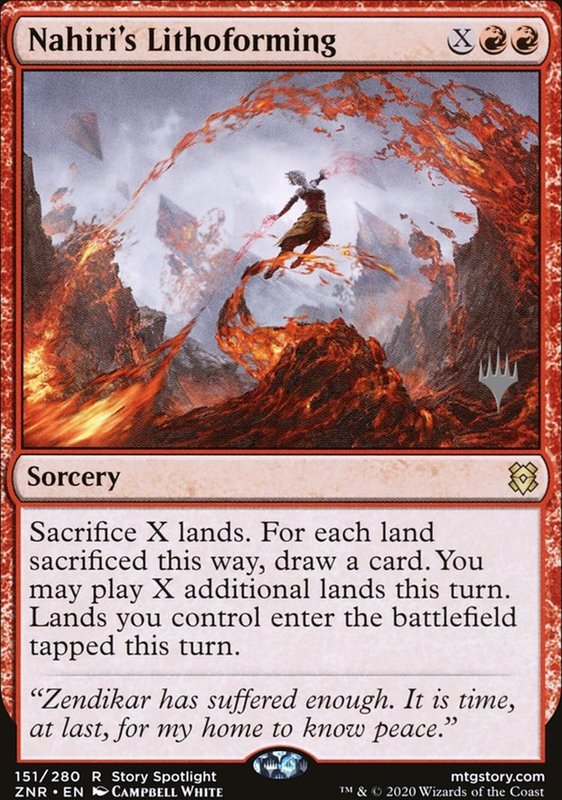 Nahiri's Lithoforming X
Sorcery
Sacrifice X lands. For each land
sacrificed this way, draw a card. You
may play X additional lands this turn.
Lands you control enter the battlefield
tapped this turn.
“Zendikar has suffered enough. It is time,
at last, for my home to know peace.”
151/280 R Story Spotlight mtgstory.com
ZNR • EN CAMPBELL WHITE ™ & © 2020 Wizards of the Coast